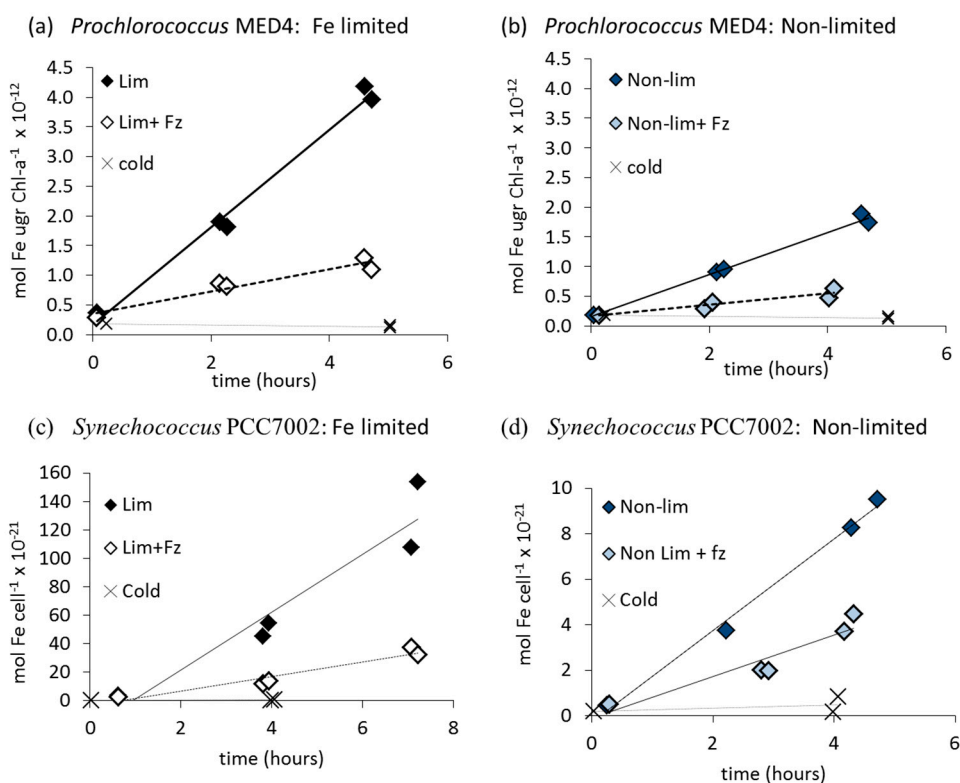 (a) Prochlorococcus MED4: Fe limited
mol Fe ugr Chl-a⁻¹ x 10⁻¹²
4.5
4.0
3.5
3.0
2.5
2.0
1.5
1.0
0.5
0.0
Lim
Lim+ Fz
cold
0 2 4 6
time (hours)
(b) Prochlorococcus MED4: Non-limited
mol Fe ugr Chl-a⁻¹ x 10⁻¹²
4.5
4.0
3.5
3.0
2.5
2.0
1.5
1.0
0.5
0.0
Non-lim
Non-lim+ Fz
cold
0 2 4 6
time (hours)
(c) Synechococcus PCC7002: Fe limited
mol Fe cell⁻¹ x 10⁻²¹
160
140
120
100
80
60
40
20
0
Lim
Lim+Fz
Cold
0 2 4 6 8
time (hours)
(d) Synechococcus PCC7002: Non-limited
mol Fe cell⁻¹ x 10⁻²¹
10
8
6
4
2
0
Non-lim
Non Lim + fz
Cold
0 2 4 6
time (hours)